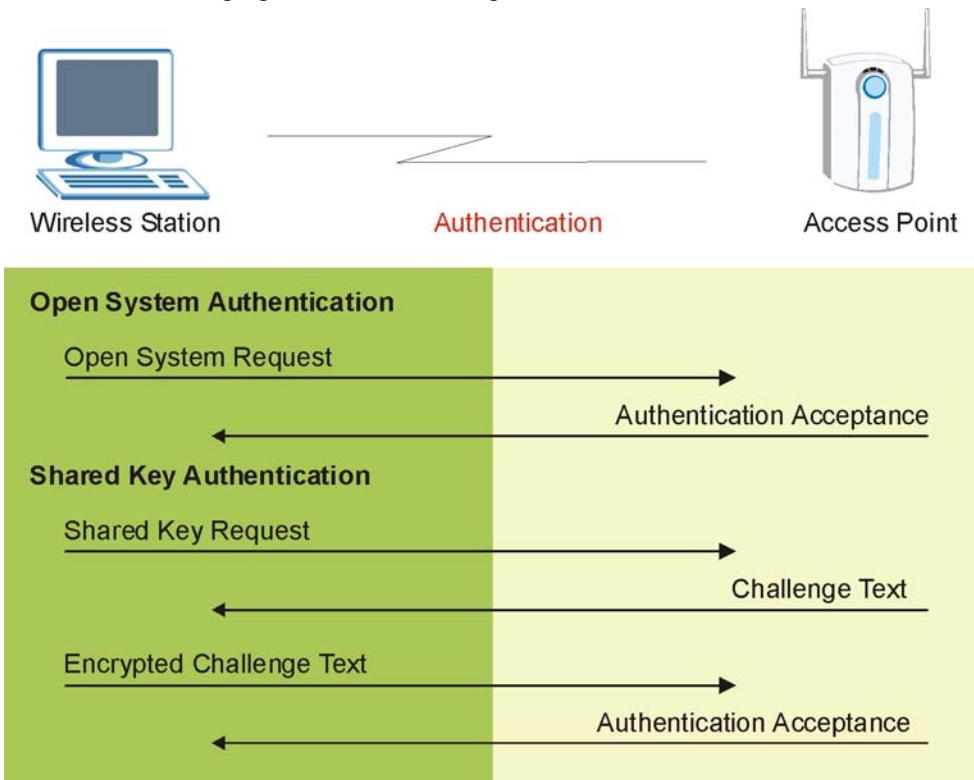 Wireless Station
Authentication
Access Point
Open System Authentication
Open System Request
Authentication Acceptance
Shared Key Authentication
Shared Key Request
Challenge Text
Encrypted Challenge Text
Authentication Acceptance